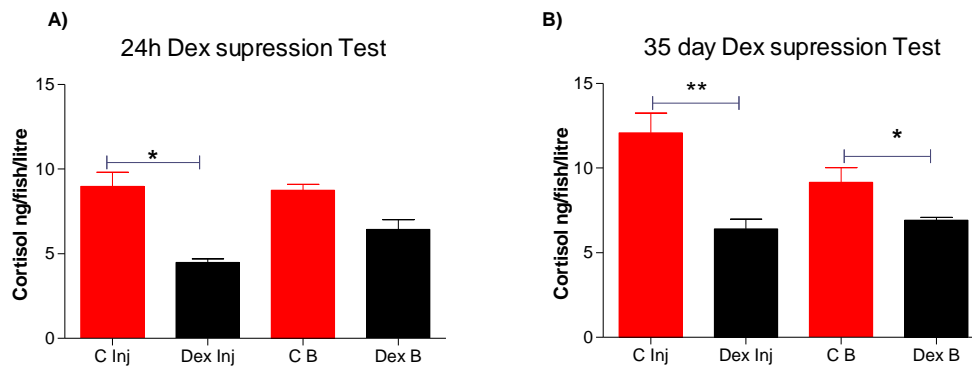 A)
24h Dex supression Test
15
10
5
0
Cortisol ng/fish/litre
*
C Inj
Dex Inj
C B
Dex B
B)
35 day Dex supression Test
15
10
5
0
Cortisol ng/fish/litre
**
*
C Inj
Dex Inj
C B
Dex B